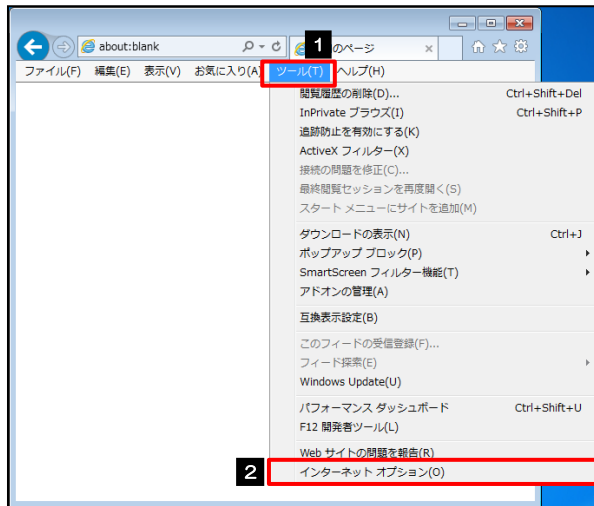 about:blank
1
のページ
ファイル(F) 編集(E) 表示(V) お気に入り(A) ツール(T) ヘルプ(H)
閲覧履歴の削除(D)... Ctrl+Shift+Del
InPrivate ブラウズ(I) Ctrl+Shift+P
追跡防止を有効にする(K)
ActiveX フィルター(X)
接続の問題を修正(C)...
最終閲覧セッションを再度開く(S)
スタート メニューにサイトを追加(M)
ダウンロードの表示(N) Ctrl+J
ポップアップ ブロック(P)
SmartScreen フィルター機能(T)
アドオンの管理(A)
互換表示設定(B)
このフィードの受信登録(F)...
フィード探索(E)
Windows Update(U)
パフォーマンス ダッシュボード Ctrl+Shift+U
F12 開発者ツール(L)
Web サイトの問題を報告(R)
2 インターネット オプション(O)